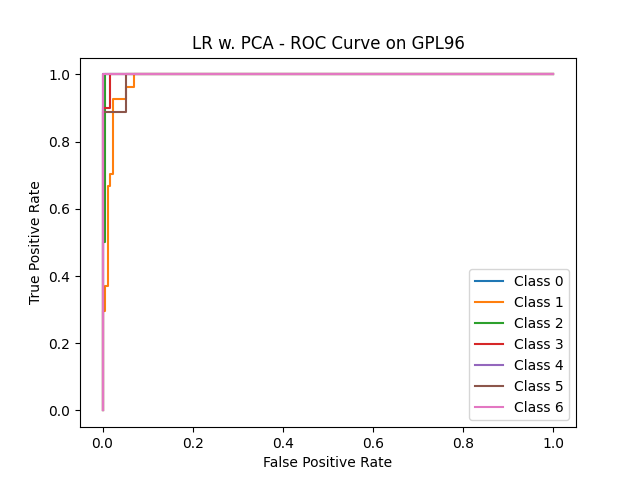 LR w. PCA - ROC Curve on GPL96
True Positive Rate
1.0
0.8
0.6
0.4
0.2
0.0
0.0 0.2 0.4 0.6 0.8 1.0
False Positive Rate
Class 0
Class 1
Class 2
Class 3
Class 4
Class 5
Class 6